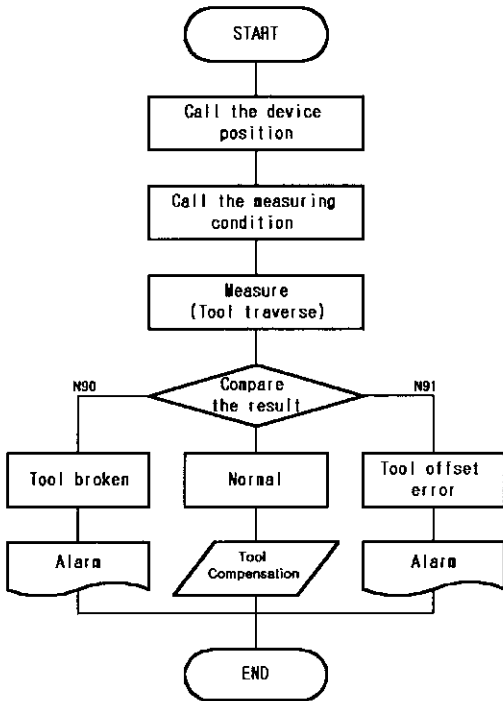 START
Call the device
position
Call the measuring
condition
Measure
(Tool traverse)
Compare
the result
N90
N91
Tool broken
Normal
Tool offset
error
Alarm
Tool
Compensation
Alarm
END